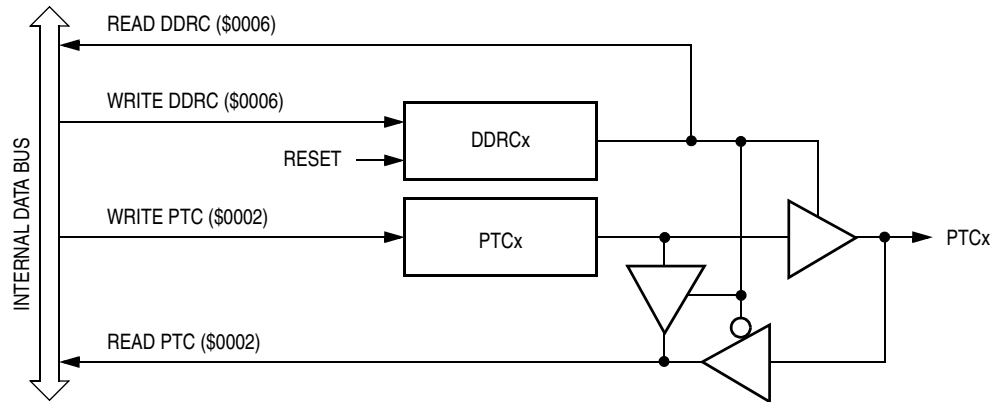 READ DDRC ($0006)
WRITE DDRC ($0006)
DDRCx
RESET
WRITE PTC ($0002)
PTCx
PTCx
READ PTC ($0002)
INTERNAL DATA BUS